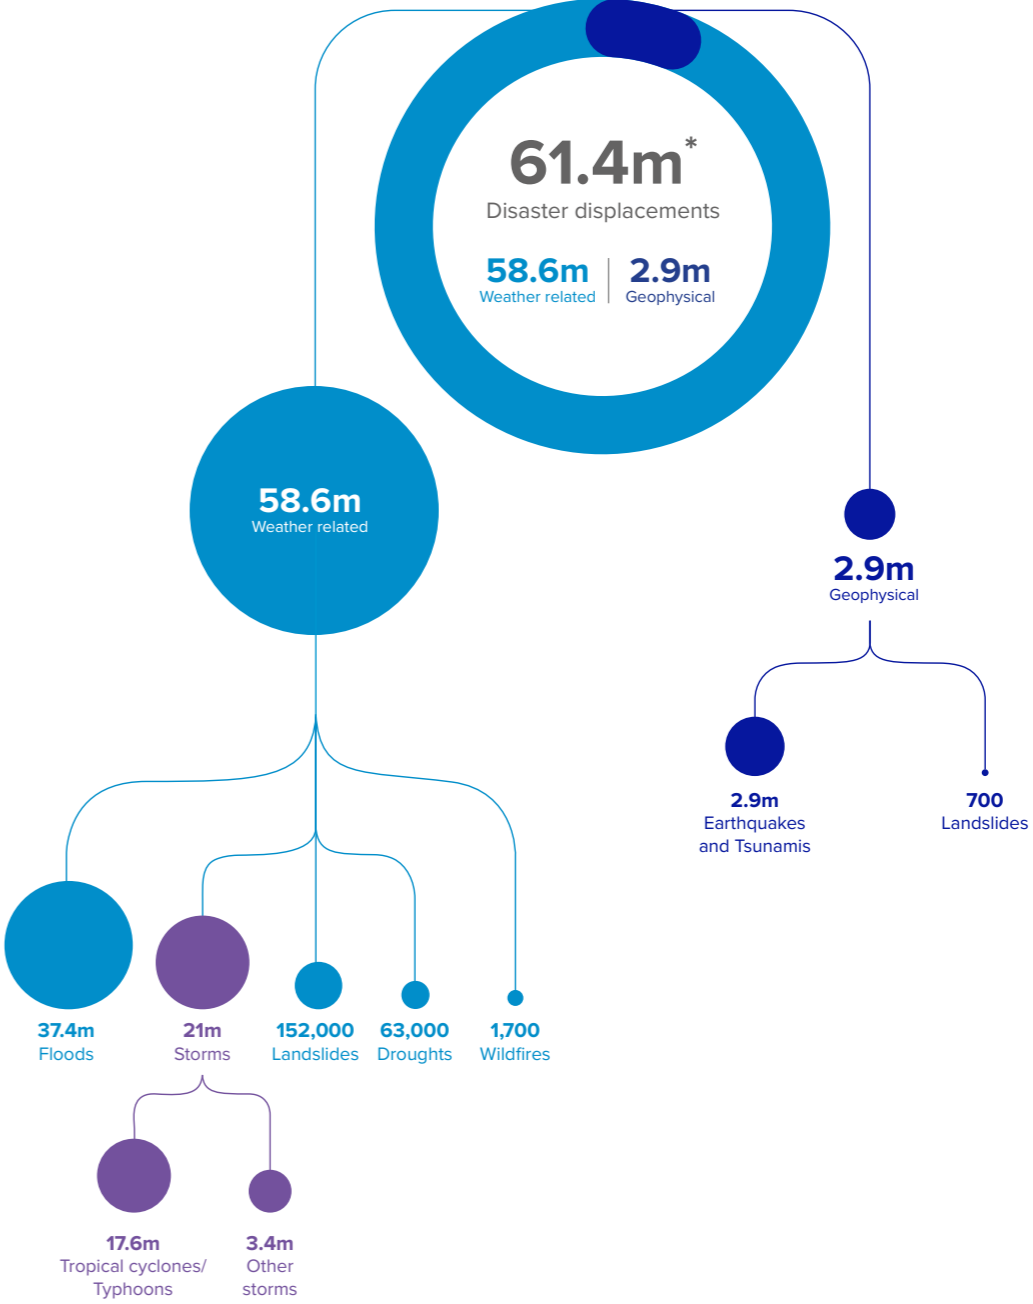 61.4m*
Disaster displacements
58.6m 2.9m
Weather related Geophysical
58.6m
Weather related
2.9m
Geophysical
2.9m
Earthquakes
and Tsunamis
700
Landslides
37.4m
Floods
21m
Storms
152,000
Landslides
63,000
Droughts
1,700
Wildfires
17.6m
Tropical cyclones/
Typhoons
3.4m
Other
storms